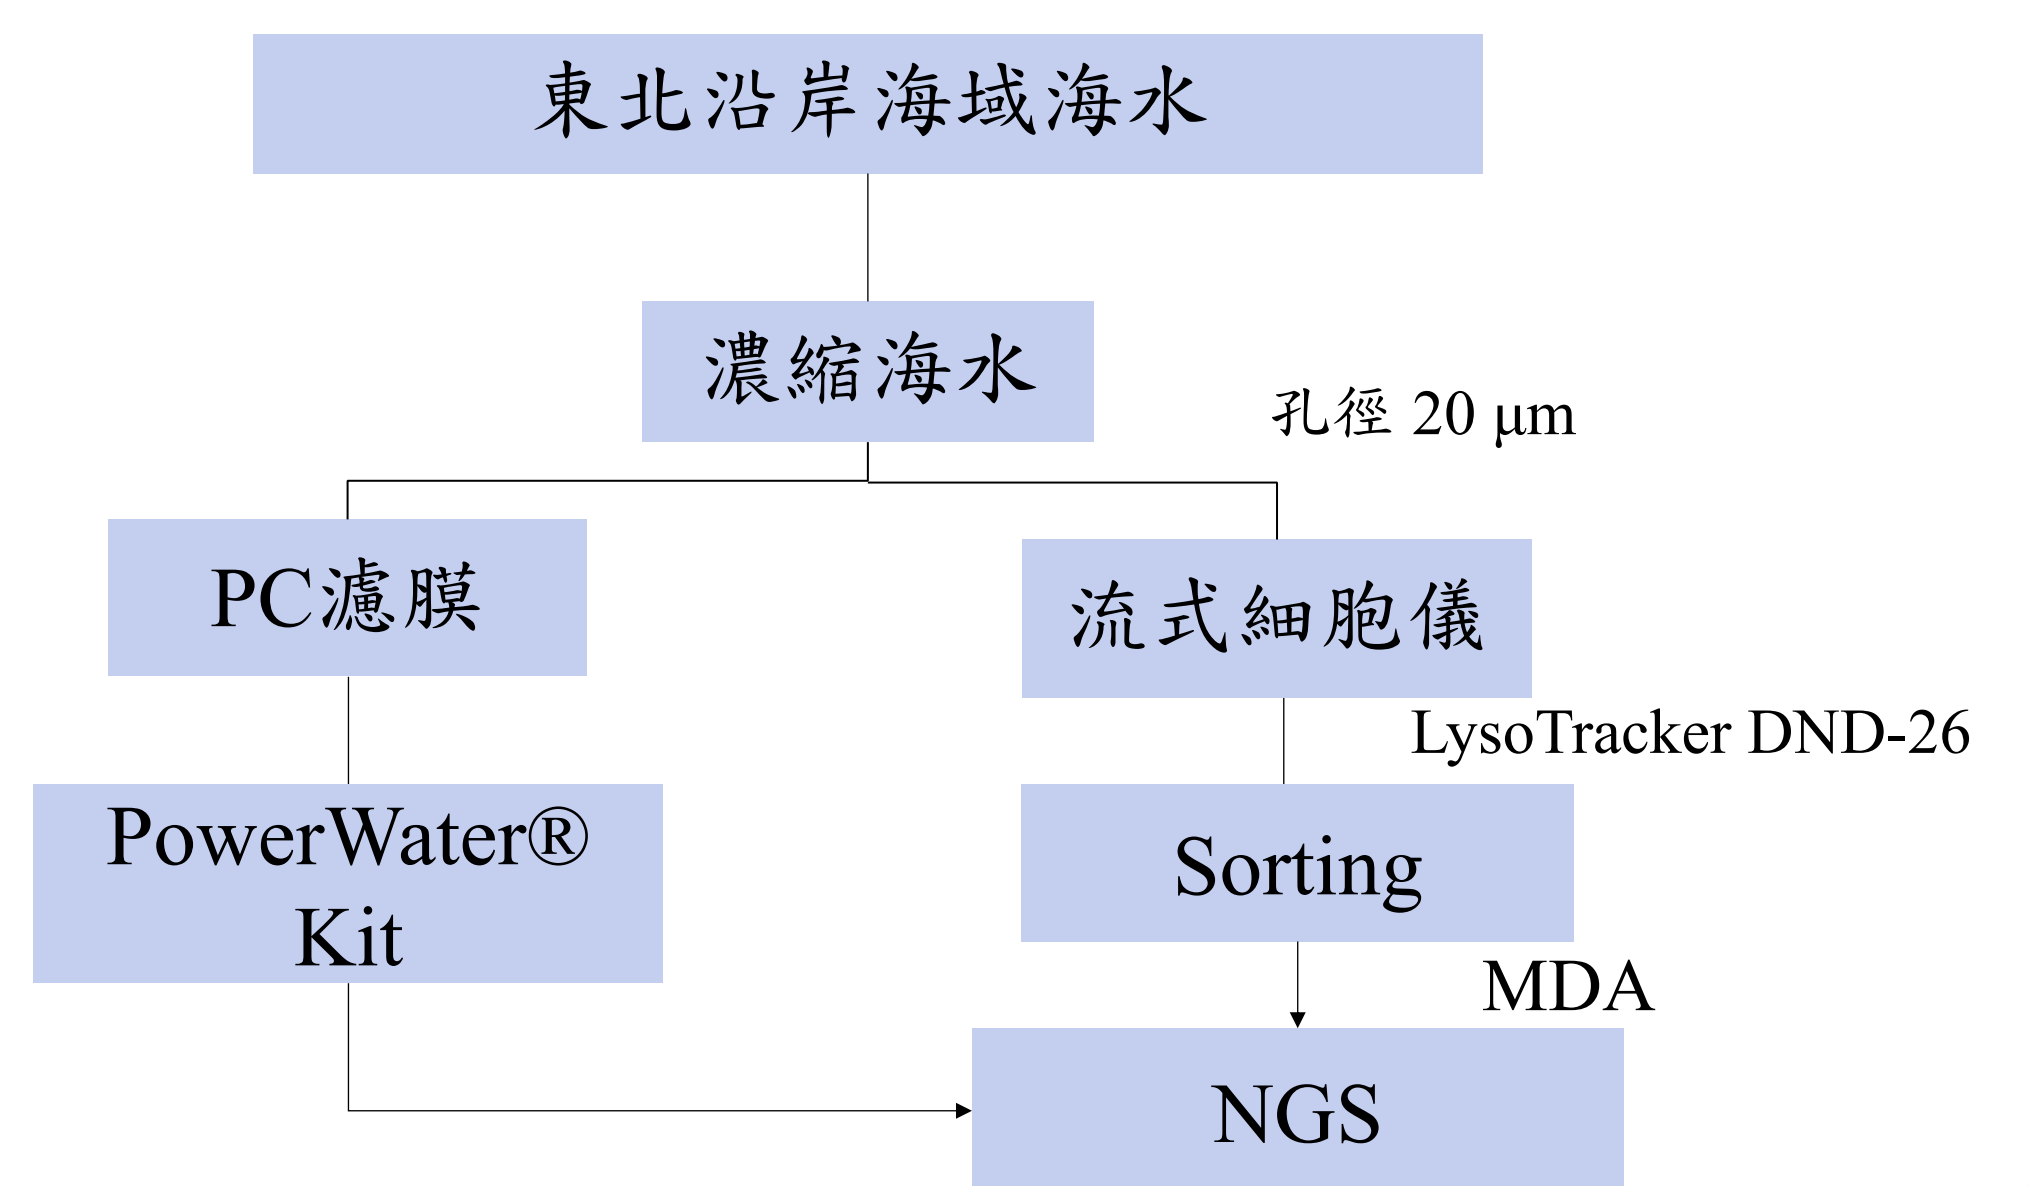 東北沿岸海域海水
濃縮海水
孔徑 20 μm
PC濾膜
流式細胞儀
LysoTracker DND-26
PowerWater®
Kit
Sorting
MDA
NGS